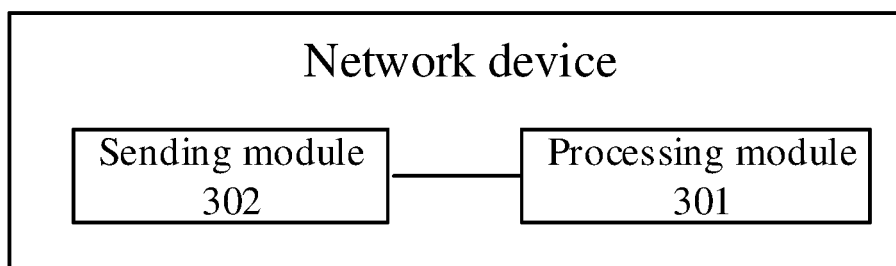 Network device
Sending module
302
Processing module
301